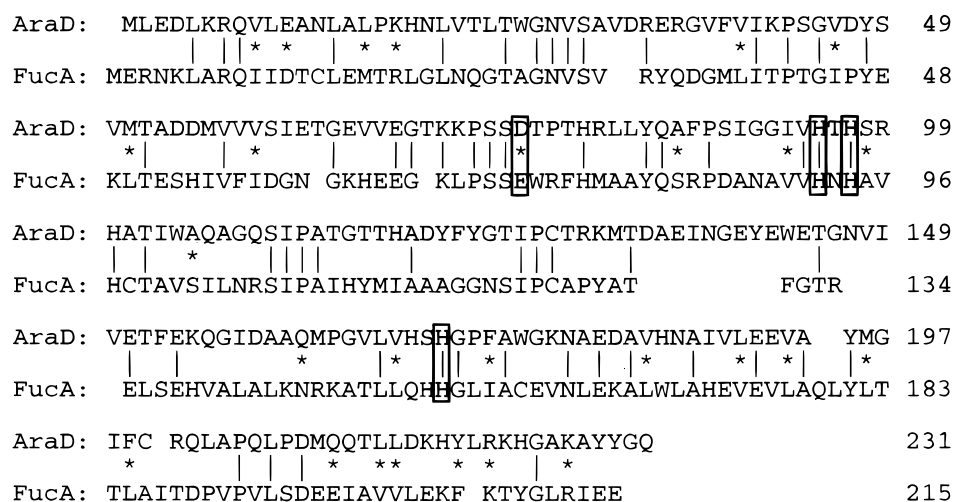 AraD: MLEDLKRQVLEANLALPKHNLVTLTWGNVSAVDRERGVFVIKPSGVDYS 49
| || * * | * * | | ||| | * | | * |
FucA: MERNKLARQIIDTCLEMTRLGLNQGTAGNVSV RYQDGMLITPTGIPYE 48
AraD: VMTADDMVVVSIETGEVVEGTKKPSSDTPTHRLLYQAFPSIGGIVHTHSR 99
* | | * | || | ||| * | || * | * | | | *
FucA: KLTESHIVFIDGN GKHEEG KLPSSEWRFHMAAYQSRPDANAVVHNHAV 96
AraD: HATIWAQAGQSIPATGTTHADYFYGTIPCTRKMTDAEINGEYEWETGNVI 149
| | * |||| | ||| | |
FucA: HCTAVSILNRSIPAIHYMIAAAGGNSIPCAPYAT FGTR 134
AraD: VETFEKQGIDAAQMPGVLVHSHGPFAWGKNAEDAVHNAIVLEEVA YMG 197
| | * | * || * | | | | * | * | * | | *
FucA: ELSEHVALALKNRKATLLQHHGLIACEVNLEKALWLAHEVEVLAQLYLT 183
AraD: IFC RQLAPQLPDMQQTLLDKHYLRKHGAKAYYGQ 231
* | | | * ** * * | *
FucA: TLAITDPVPVLSDEEIAVVLEKF KTYGLRIEE 215